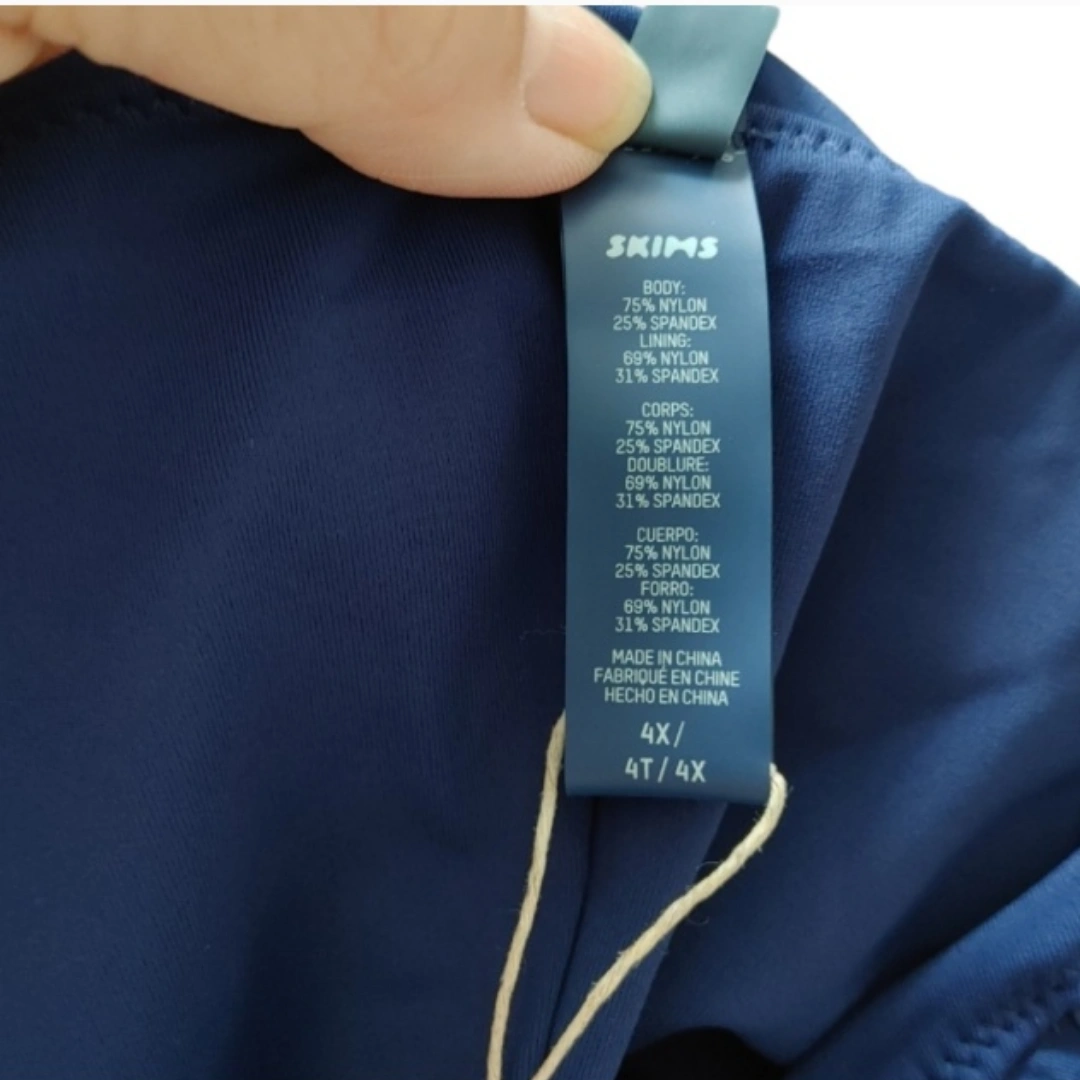 SKIMS
BODY:
75% NYLON
25% SPANDEX
LINING:
69% NYLON
31% SPANDEX
CORPS:
75% NYLON
25% SPANDEX
DOUBLURE:
69% NYLON
31% SPANDEX
CUERPO:
75% NYLON
25% SPANDEX
FORRO:
69% NYLON
31% SPANDEX
MADE IN CHINA
FABRIQUÉ EN CHINE
HECHO EN CHINA
4X/
4T / 4X